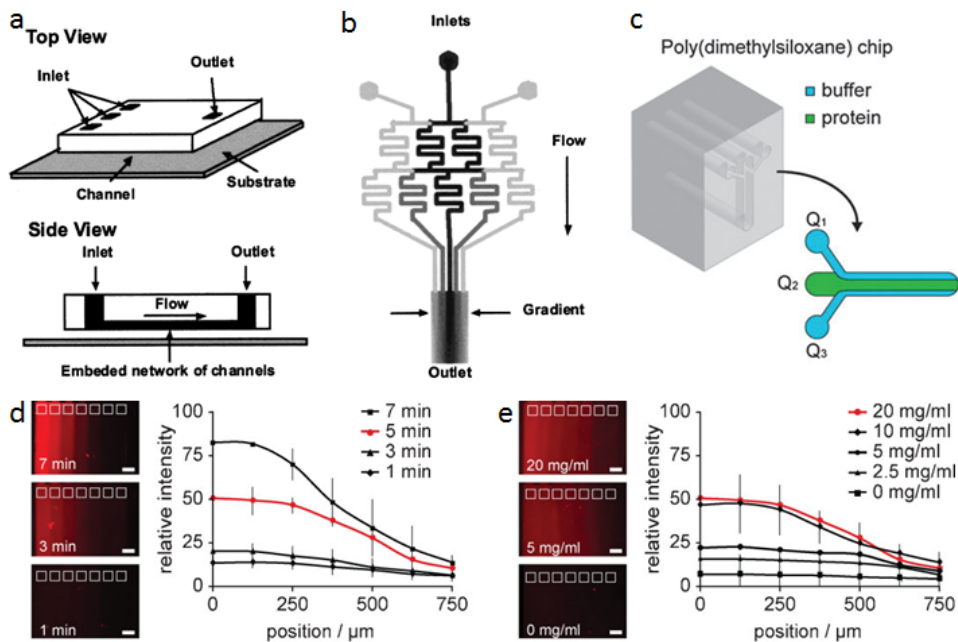 a
Top View
Inlet
Outlet
Channel
Substrate
Side View
Inlet
Outlet
Flow
Embeded network of channels
b
Inlets
Flow
Gradient
Outlet
c
Poly(dimethylsiloxane) chip
buffer
protein
Q1
Q2
Q3
d
7 min
3 min
1 min
relative intensity
100
75
50
25
0
0 250 500 750
position / µm
7 min
5 min
3 min
1 min
e
20 mg/ml
5 mg/ml
0 mg/ml
relative intensity
100
75
50
25
0
0 250 500 750
position / µm
20 mg/ml
10 mg/ml
5 mg/ml
2.5 mg/ml
0 mg/ml